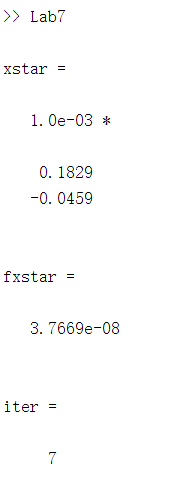 >> Lab7
xstar =
1.0e-03 *
0.1829
-0.0459
fxstar =
3.7669e-08
iter =
7